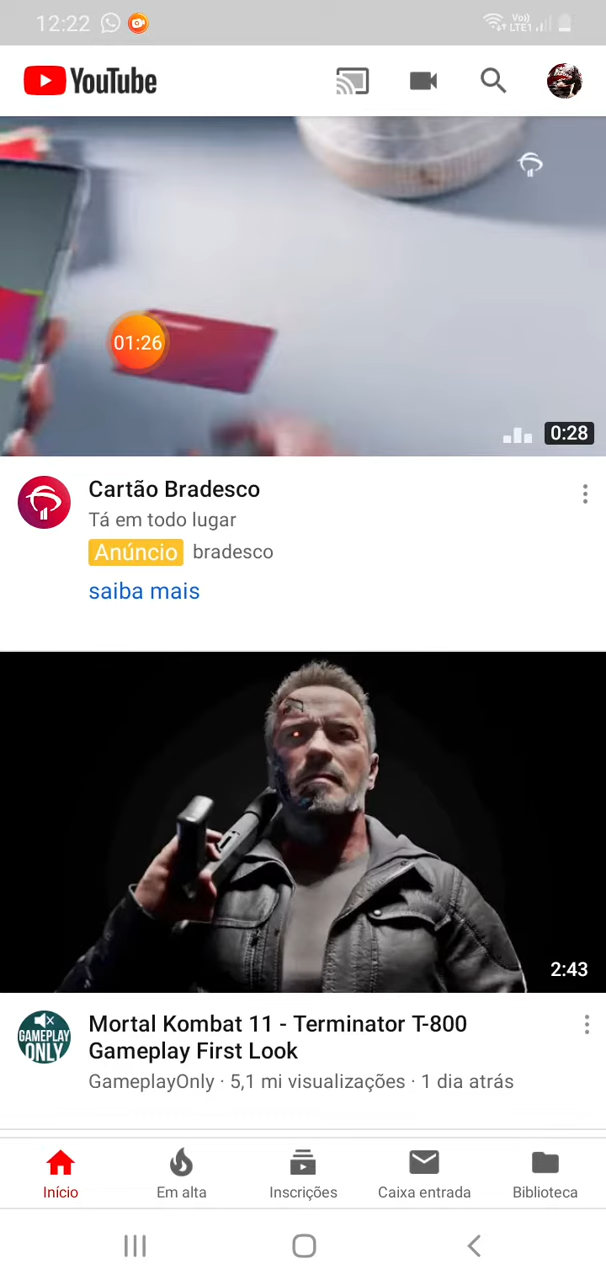 12:22
Vo))
LTE1
YouTube
01:26
0:28
Cartão Bradesco
Tá em todo lugar
Anúncio bradesco
saiba mais
2:43
GAMEPLAY
ONLY
Mortal Kombat 11 - Terminator T-800
Gameplay First Look
GameplayOnly · 5,1 mi visualizações · 1 dia atrás
Início
Em alta
Inscrições
Caixa entrada
Biblioteca